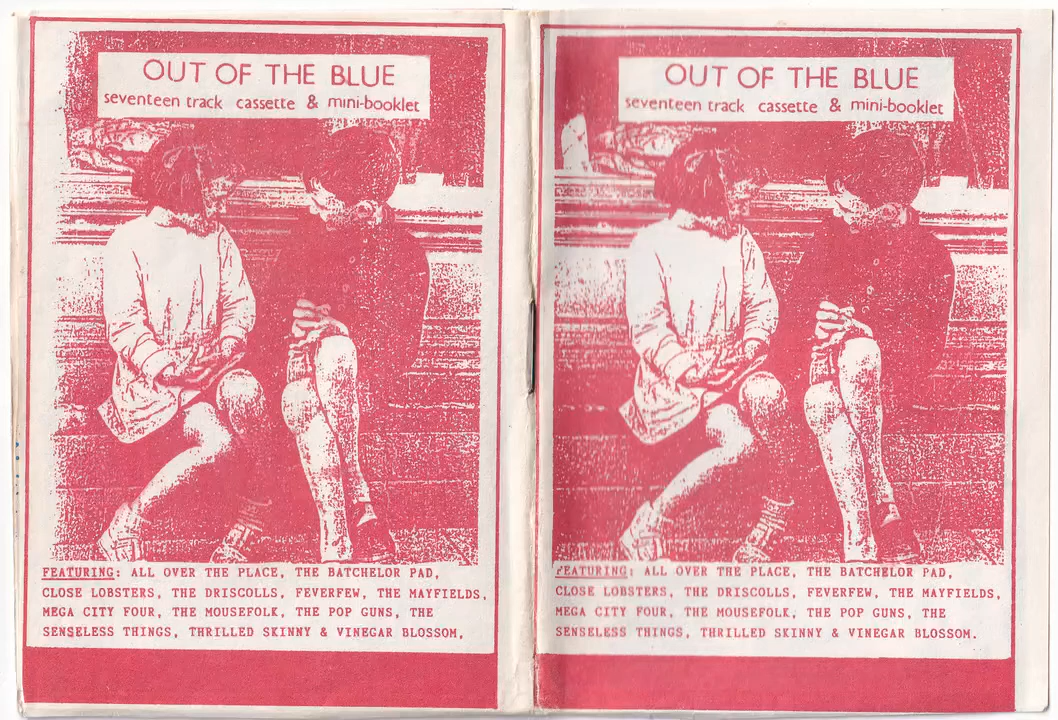 OUT OF THE BLUE
seventeen track cassette & mini-booklet
FEATURING: ALL OVER THE PLACE, THE BATCHELOR PAD,
CLOSE LOBSTERS, THE DRISCOLLS, FEVERFEW, THE MAYFIELDS,
MEGA CITY FOUR, THE MOUSEFOLK, THE POP GUNS, THE
SENSELESS THINGS, THRILLED SKINNY & VINEGAR BLOSSOM.
OUT OF THE BLUE
seventeen track cassette & mini-booklet
FEATURING: ALL OVER THE PLACE, THE BATCHELOR PAD,
CLOSE LOBSTERS, THE DRISCOLLS, FEVERFEW, THE MAYFIELDS,
MEGA CITY FOUR, THE MOUSEFOLK, THE POP GUNS, THE
SENSELESS THINGS, THRILLED SKINNY & VINEGAR BLOSSOM.